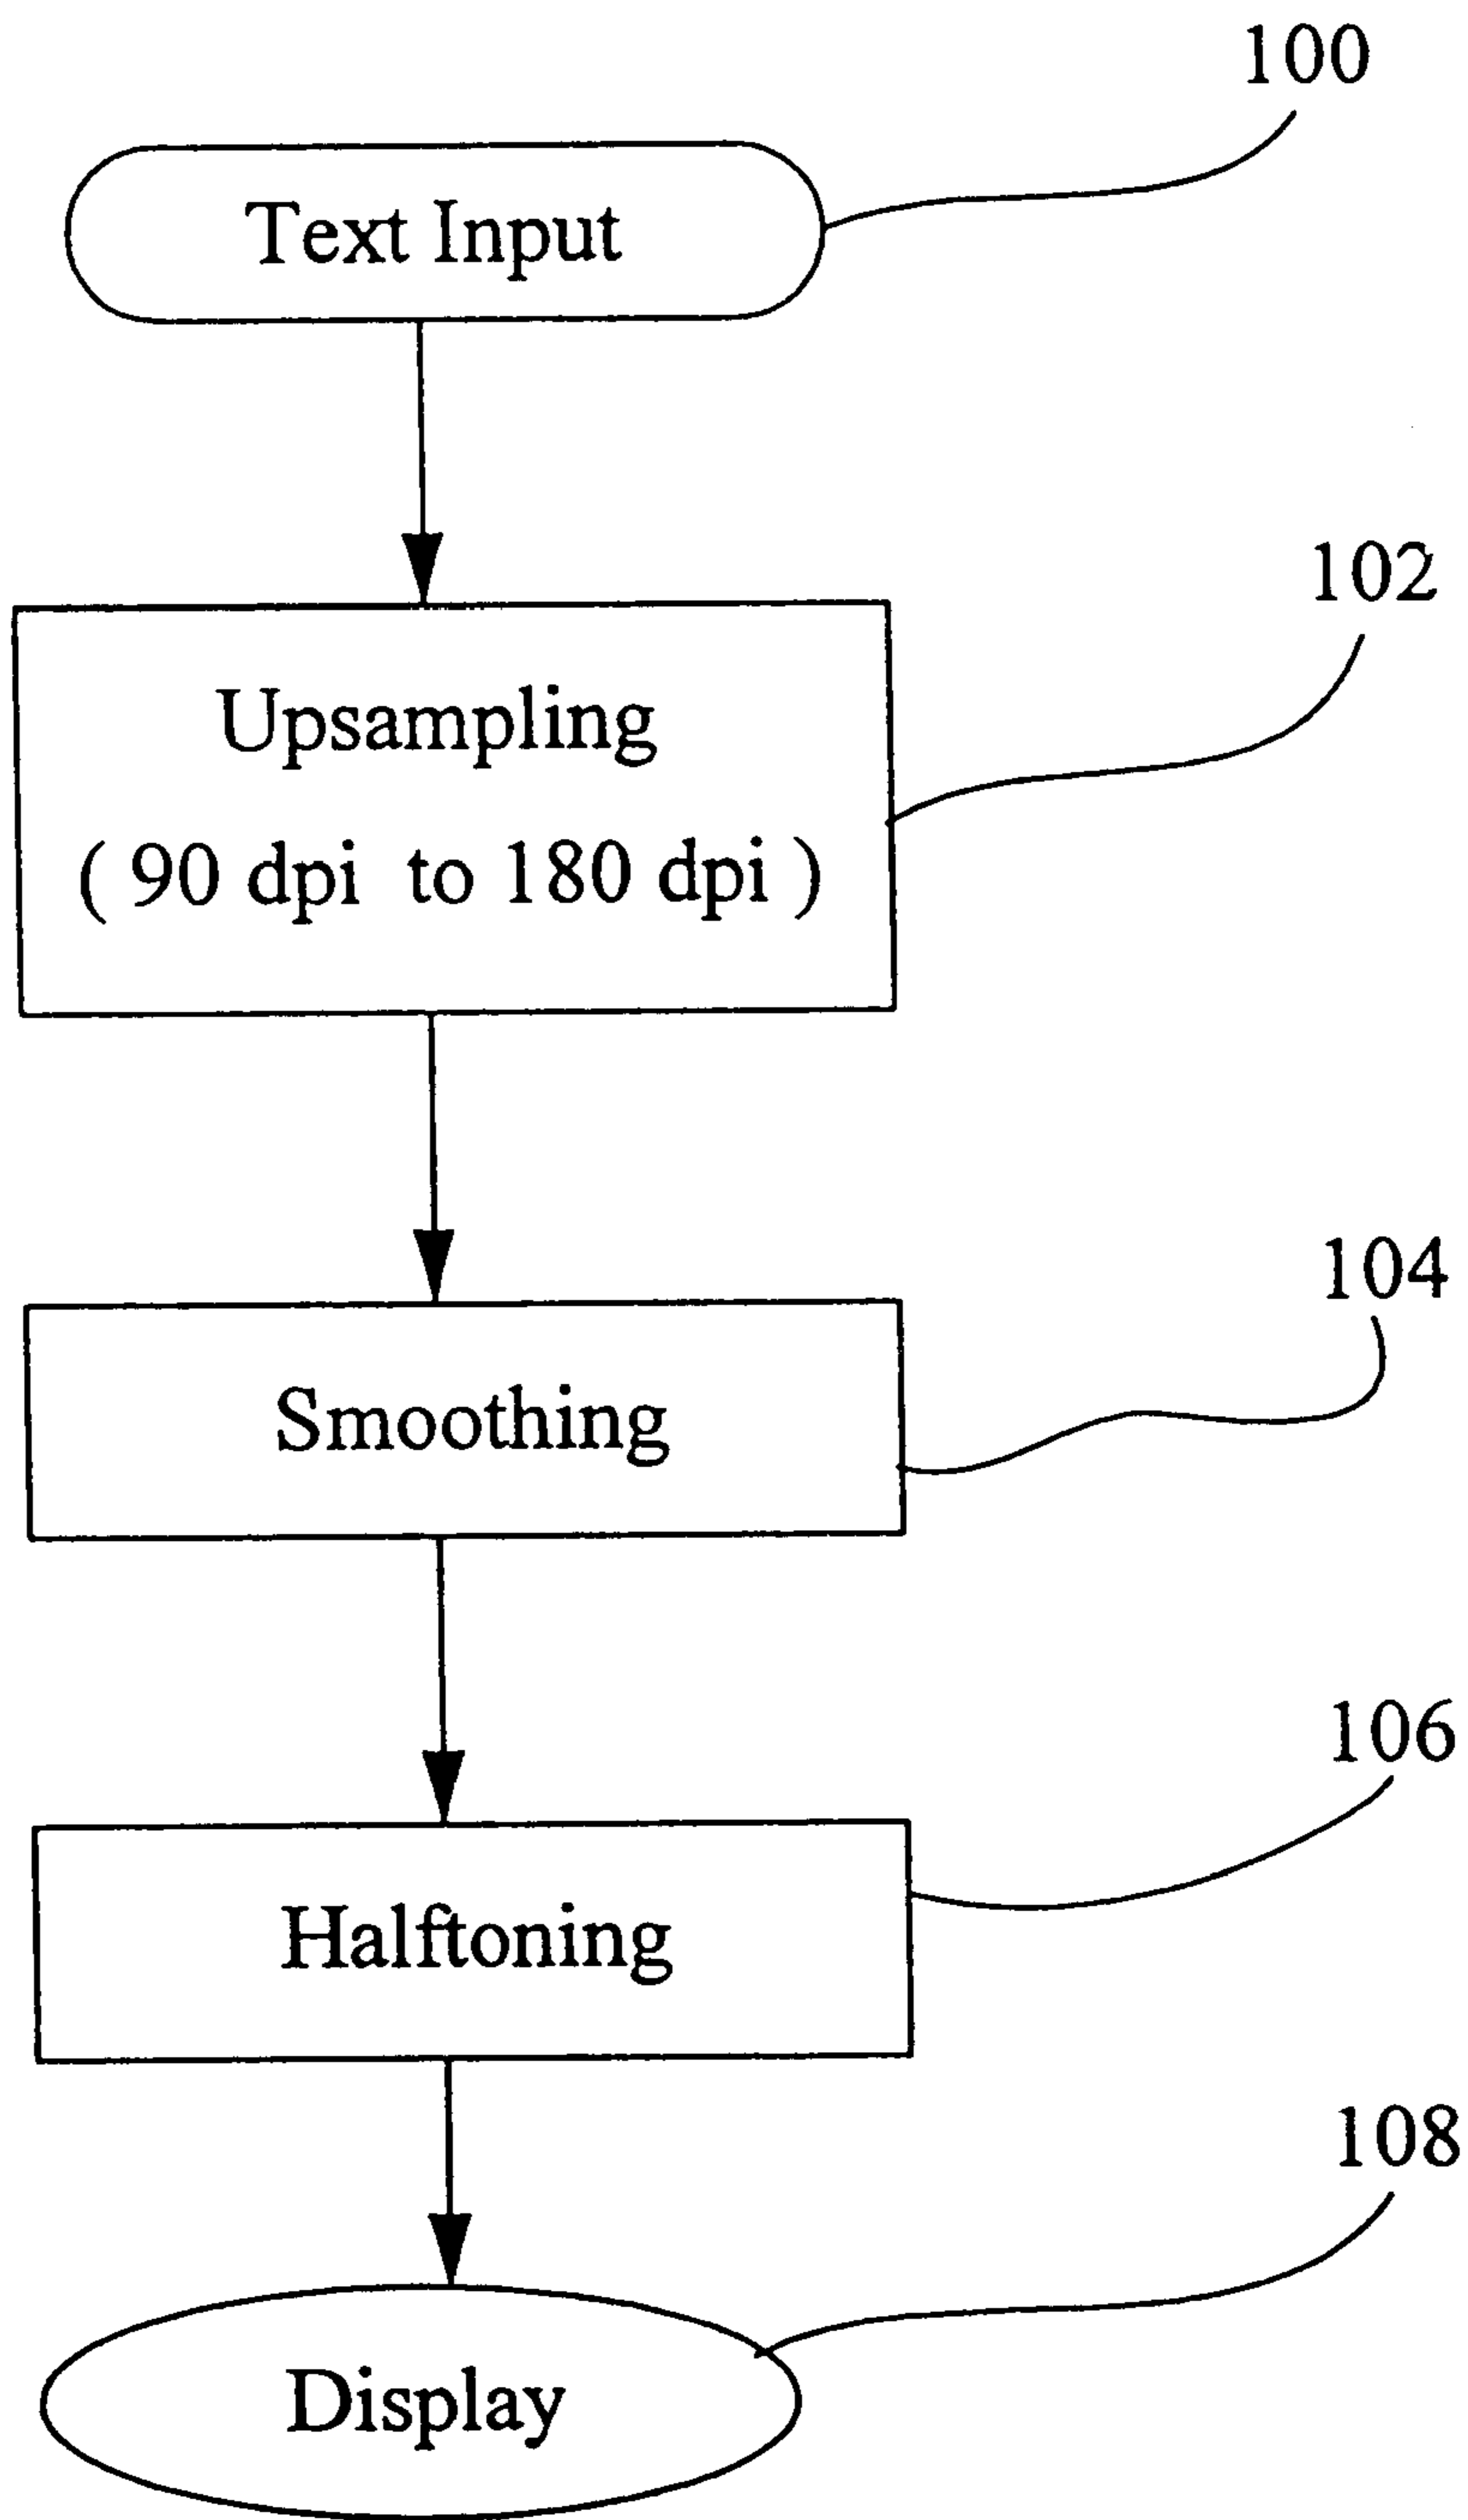 100
Text Input
102
Upsampling
( 90 dpi to 180 dpi )
104
Smoothing
106
Halftoning
108
Display